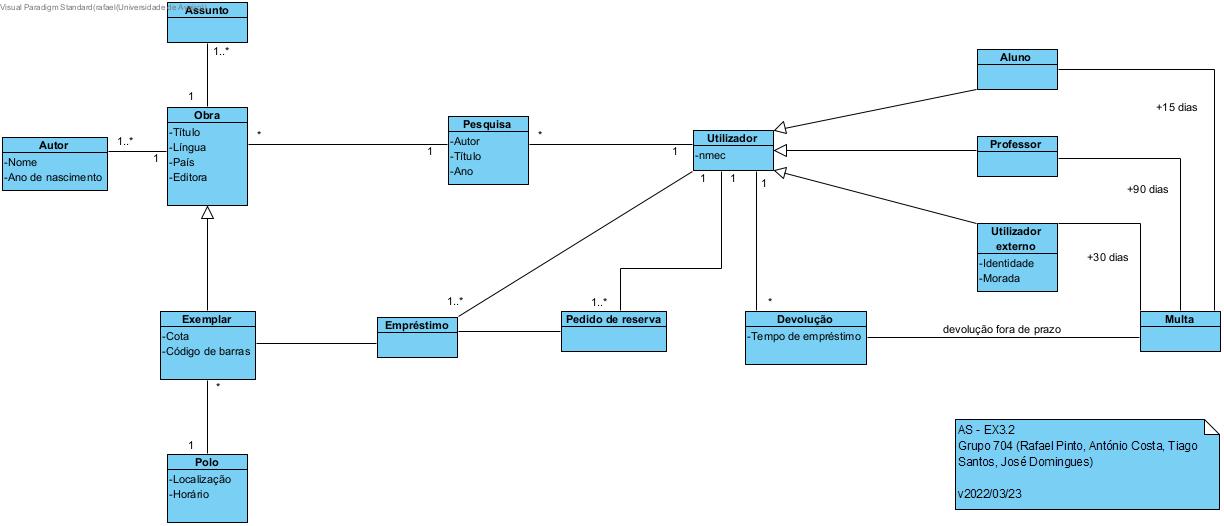 Visual Paradigm Standard(rafael(Universidade de
Assunto
1..*
1
Obra
-Título
-Língua
-País
-Editora
Autor
-Nome
-Ano de nascimento
1..*
1
*
1
Pesquisa
-Autor
-Título
-Ano
*
1
Utilizador
-nmec
1
1
1
Aluno
+15 dias
Professor
+90 dias
Utilizador
externo
-Identidade
-Morada
+30 dias
Exemplar
-Cota
-Código de barras
1..*
Empréstimo
1..*
Pedido de reserva
*
Devolução
-Tempo de empréstimo
devolução fora de prazo
Multa
*
1
Polo
-Localização
-Horário
AS - EX3.2
Grupo 704 (Rafael Pinto, António Costa, Tiago
Santos, José Domingues)
v2022/03/23